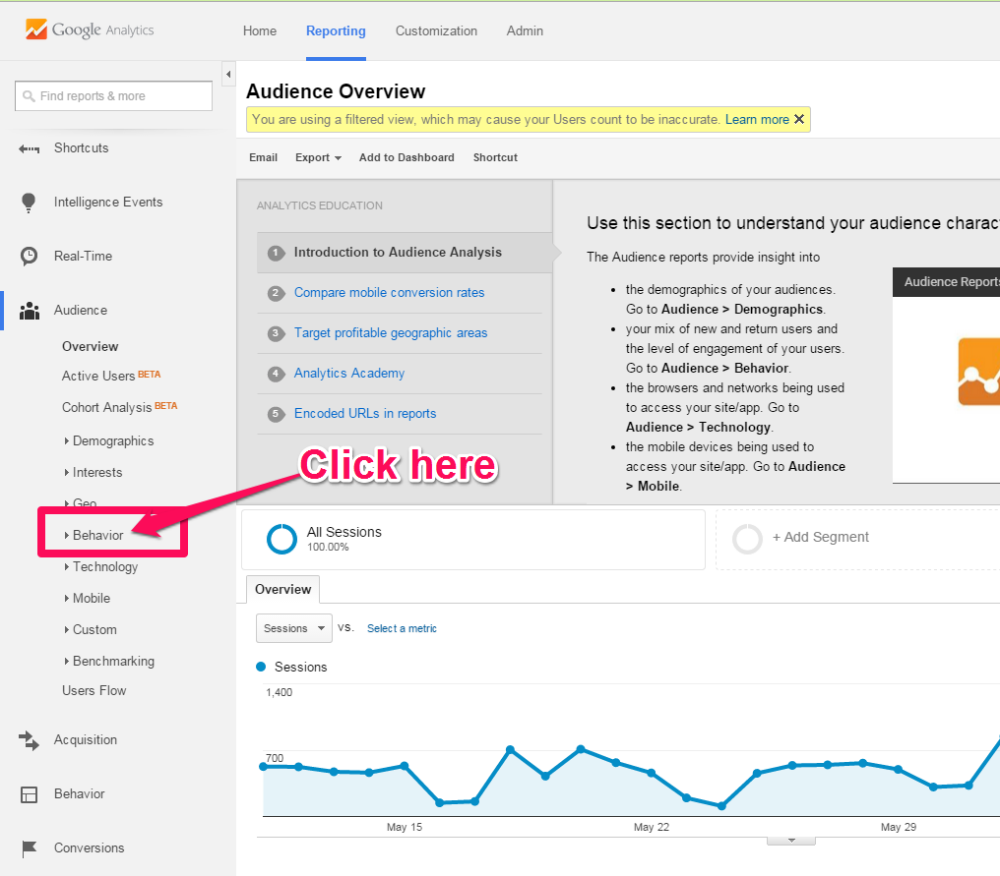 Google Analytics
Home Reporting Customization Admin
Find reports & more
Shortcuts
Intelligence Events
Real-Time
Audience
Overview
Active Users BETA
Cohort Analysis BETA
Demographics
Interests
Geo
Behavior
Technology
Mobile
Custom
Benchmarking
Users Flow
Acquisition
Behavior
Conversions
Audience Overview
You are using a filtered view, which may cause your Users count to be inaccurate. Learn more
Email Export Add to Dashboard Shortcut
ANALYTICS EDUCATION
1 Introduction to Audience Analysis
2 Compare mobile conversion rates
3 Target profitable geographic areas
4 Analytics Academy
5 Encoded URLs in reports
Click here
Use this section to understand your audience charac
The Audience reports provide insight into
• the demographics of your audiences.
Go to Audience > Demographics.
• your mix of new and return users and
the level of engagement of your users.
Go to Audience > Behavior.
• the browsers and networks being used
to access your site/app. Go to
Audience > Technology.
• the mobile devices being used to
access your site/app. Go to Audience
> Mobile.
Audience Reports
All Sessions
100.00%
+ Add Segment
Overview
Sessions VS. Select a metric
Sessions
1,400
700
May 15 May 22 May 29